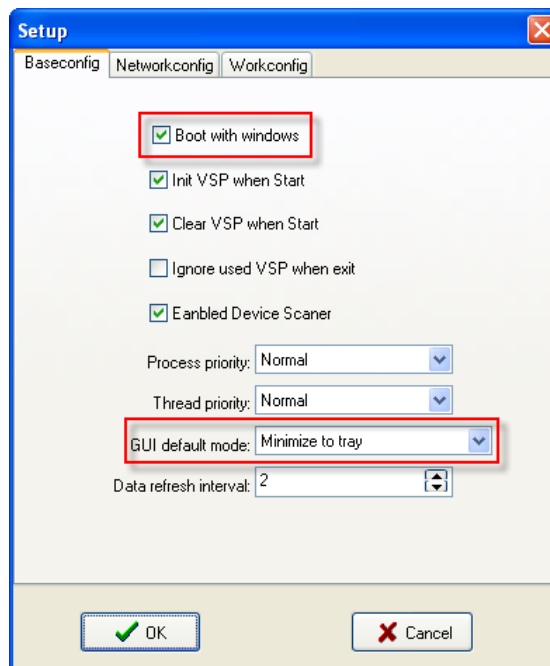 Setup
Baseconfig Networkconfig Workconfig
Boot with windows
Init VSP when Start
Clear VSP when Start
Ignore used VSP when exit
Eanbled Device Scaner
Process priority: Normal
Thread priority: Normal
GUI default mode: Minimize to tray
Data refresh interval: 2
OK Cancel